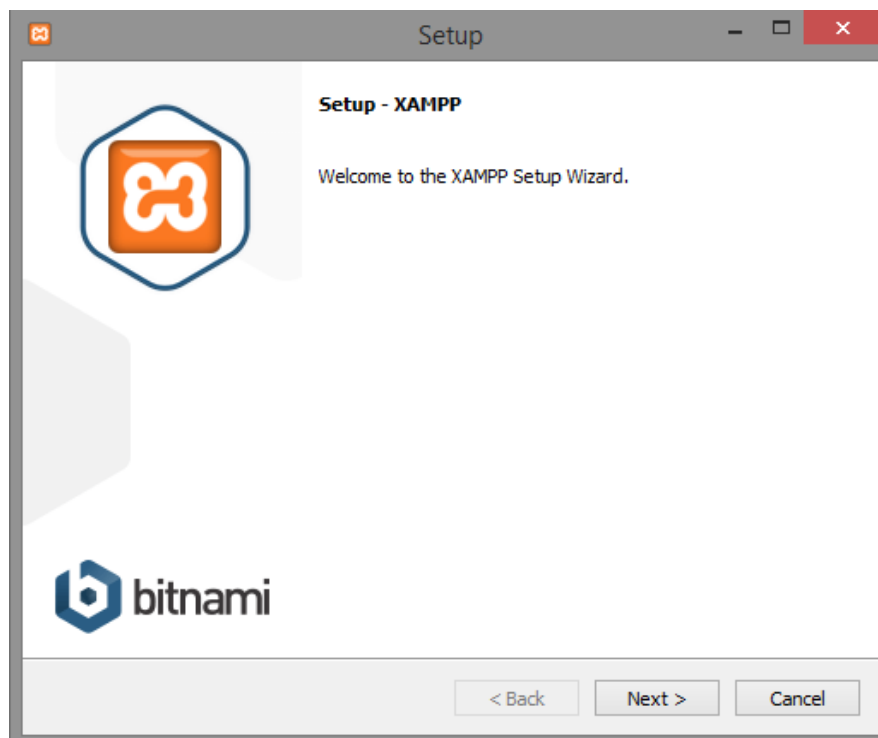 Setup
Setup - XAMPP
Welcome to the XAMPP Setup Wizard.
bitnami
< Back
Next >
Cancel